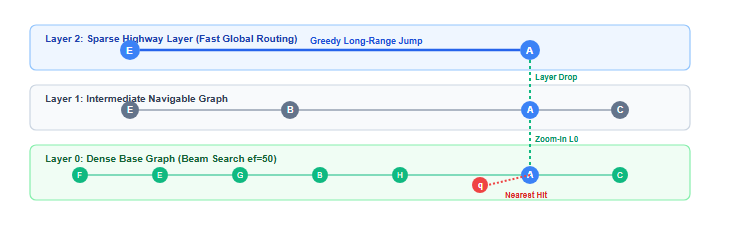 Layer 2: Sparse Highway Layer (Fast Global Routing)
Greedy Long-Range Jump
E
A
Layer Drop
Layer 1: Intermediate Navigable Graph
E
B
A
C
Zoom-In L0
Layer 0: Dense Base Graph (Beam Search ef=50)
F
E
G
B
H
q
A
C
Nearest Hit